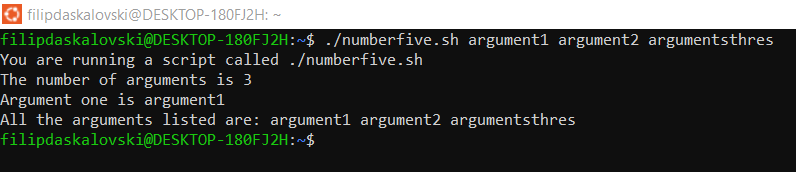 filipdaskalovski@DESKTOP-180FJ2H: ~
filipdaskalovski@DESKTOP-180FJ2H:~$ ./numberfive.sh argument1 argument2 argumentsthres
You are running a script called ./numberfive.sh
The number of arguments is 3
Argument one is argument1
All the arguments listed are: argument1 argument2 argumentsthres
filipdaskalovski@DESKTOP-180FJ2H:~$